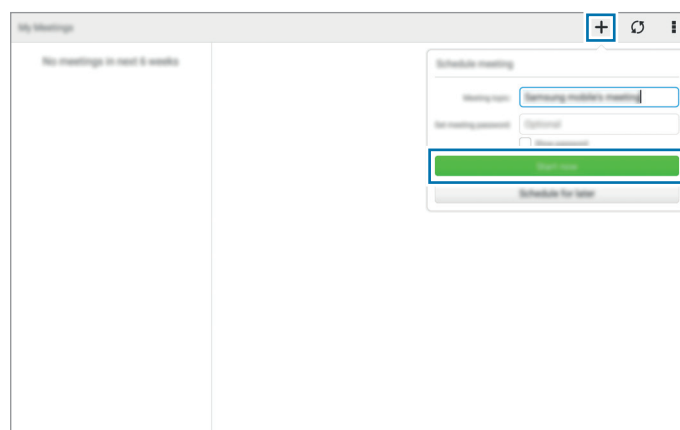 My Meetings
No meetings in next 6 weeks
Schedule meeting
Meeting topic
Samsung mobile's meeting
Set meeting password
Optional
Show password
Start now
Schedule for later